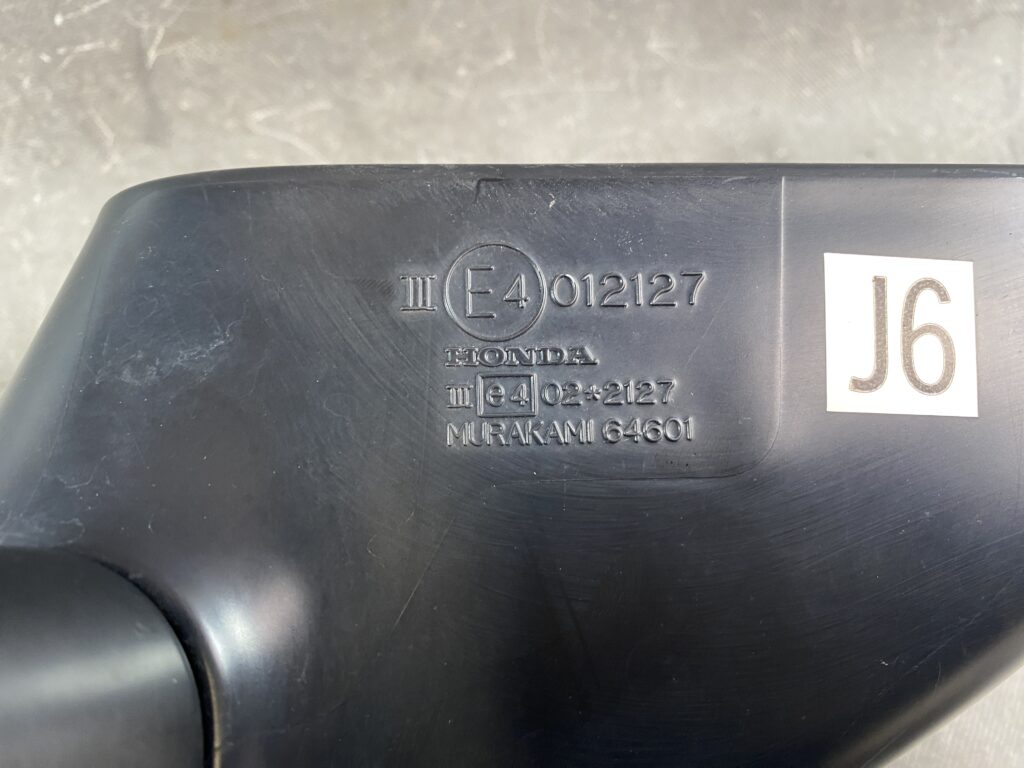 III E4 012127
HONDA
III e4 02*2127
MURAKAMI 64601
J6